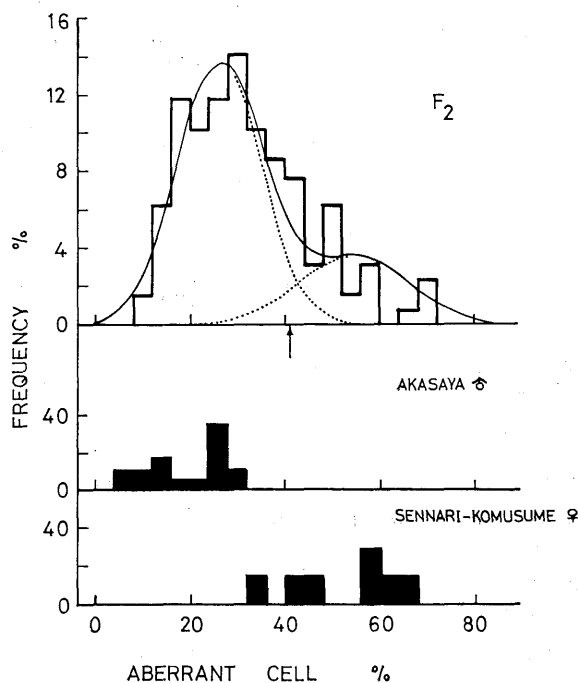 16
12
8
4
0
F2
FREQUENCY %
AKASAYA ♂
40
0
SENNARI-KOMUSUME ♀
40
0
0 20 40 60 80
ABERRANT CELL %